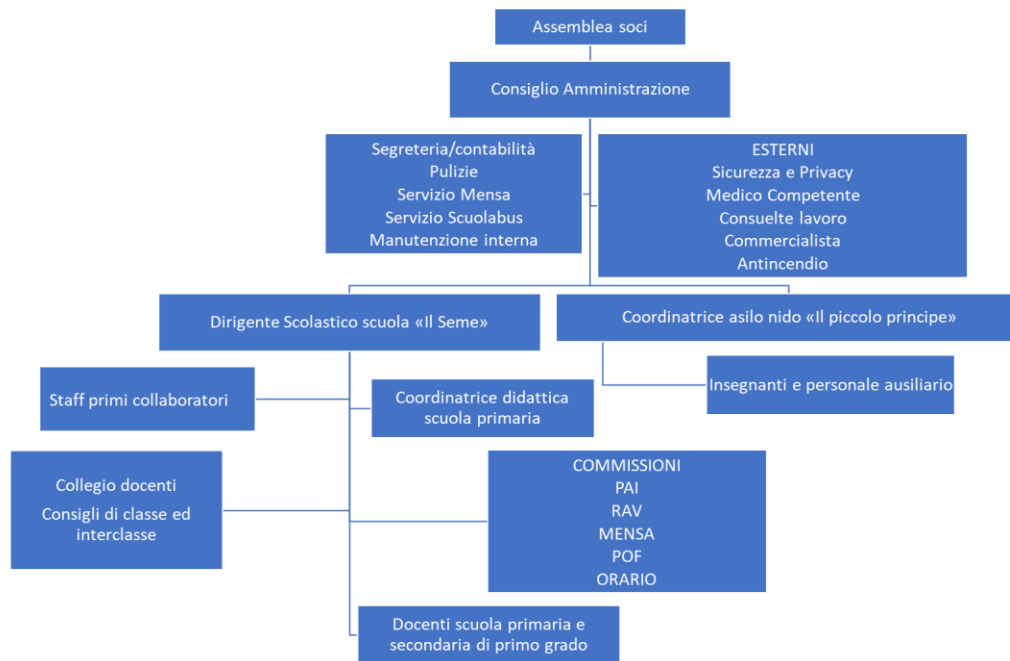 Assemblea soci
Consiglio Amministrazione
Segreteria/contabilità
Pulizie
Servizio Mensa
Servizio Scuolabus
Manutenzione interna
ESTERNI
Sicurezza e Privacy
Medico Competente
Consuelte lavoro
Commercialista
Antincendio
Dirigente Scolastico scuola «Il Seme»
Coordinatrice asilo nido «Il piccolo principe»
Insegnanti e personale ausiliario
Staff primi collaboratori
Coordinatrice didattica
scuola primaria
Collegio docenti
Consigli di classe ed
interclasse
COMMISSIONI
PAI
RAV
MENSA
POF
ORARIO
Docenti scuola primaria e
secondaria di primo grado